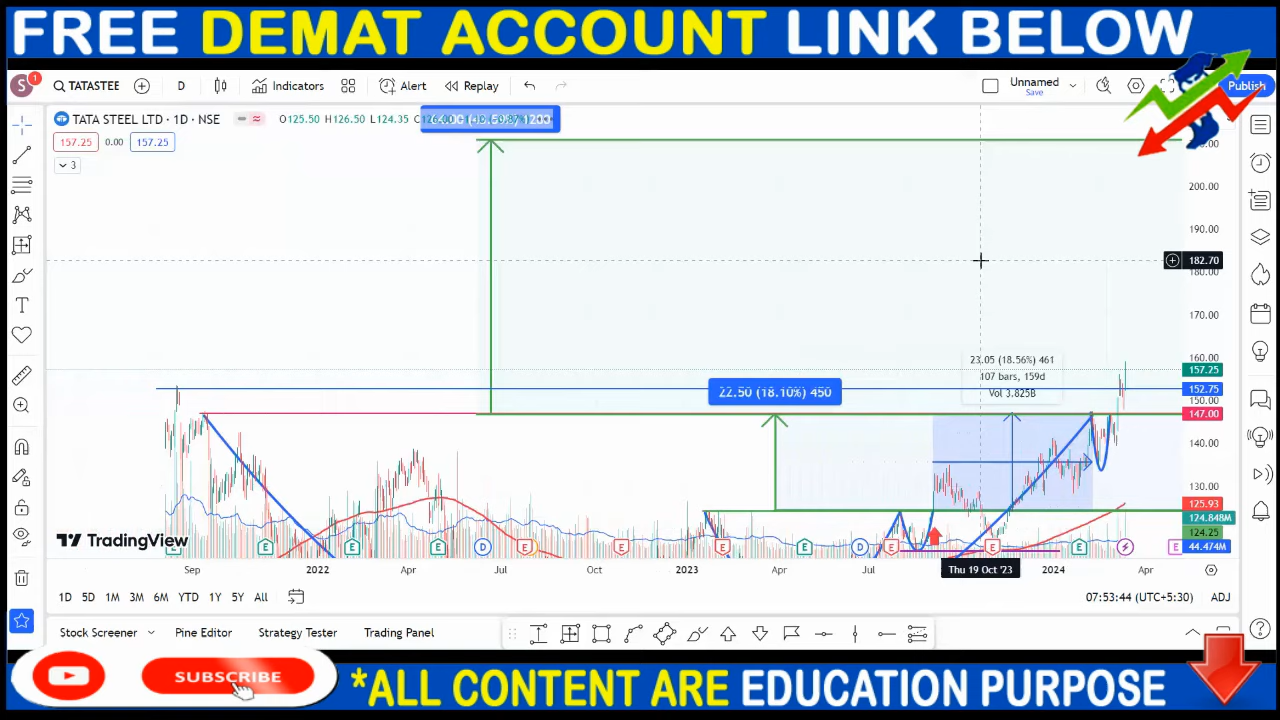 FREE DEMAT ACCOUNT LINK BELOW
S 1 TATASTEE D Indicators Alert Replay Unnamed Save Publish
TATA STEEL LTD · 1D · NSE O125.50 H126.50 L124.35
157.25 0.00 157.25
3
200.00
190.00
182.70
180.00
170.00
160.00
157.25
152.75
150.00
147.00
140.00
130.00
125.93
124.848M
124.25
44.474M
23.05 (18.56%) 461
107 bars, 159d
Vol 3.825B
22.50 (18.10%) 450
TradingView
E E E D E E E E D E E E E
Sep 2022 Apr Jul Oct 2023 Apr Jul Thu 19 Oct '23 2024 Apr
1D 5D 1M 3M 6M YTD 1Y 5Y All 07:53:44 (UTC+5:30) ADJ
Stock Screener Pine Editor Strategy Tester Trading Panel
SUBSCRIBE
*ALL CONTENT ARE EDUCATION PURPOSE